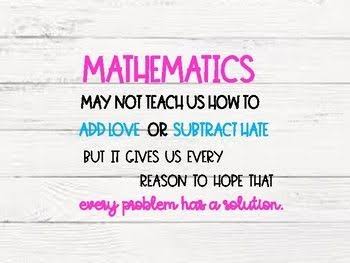 MATHEMATICS
MAY NOT TEACH US HOW TO
ADD LOVE OR SUBTRACT HATE
BUT IT GIVES US EVERY
REASON TO HOPE THAT
every problem has a solution.